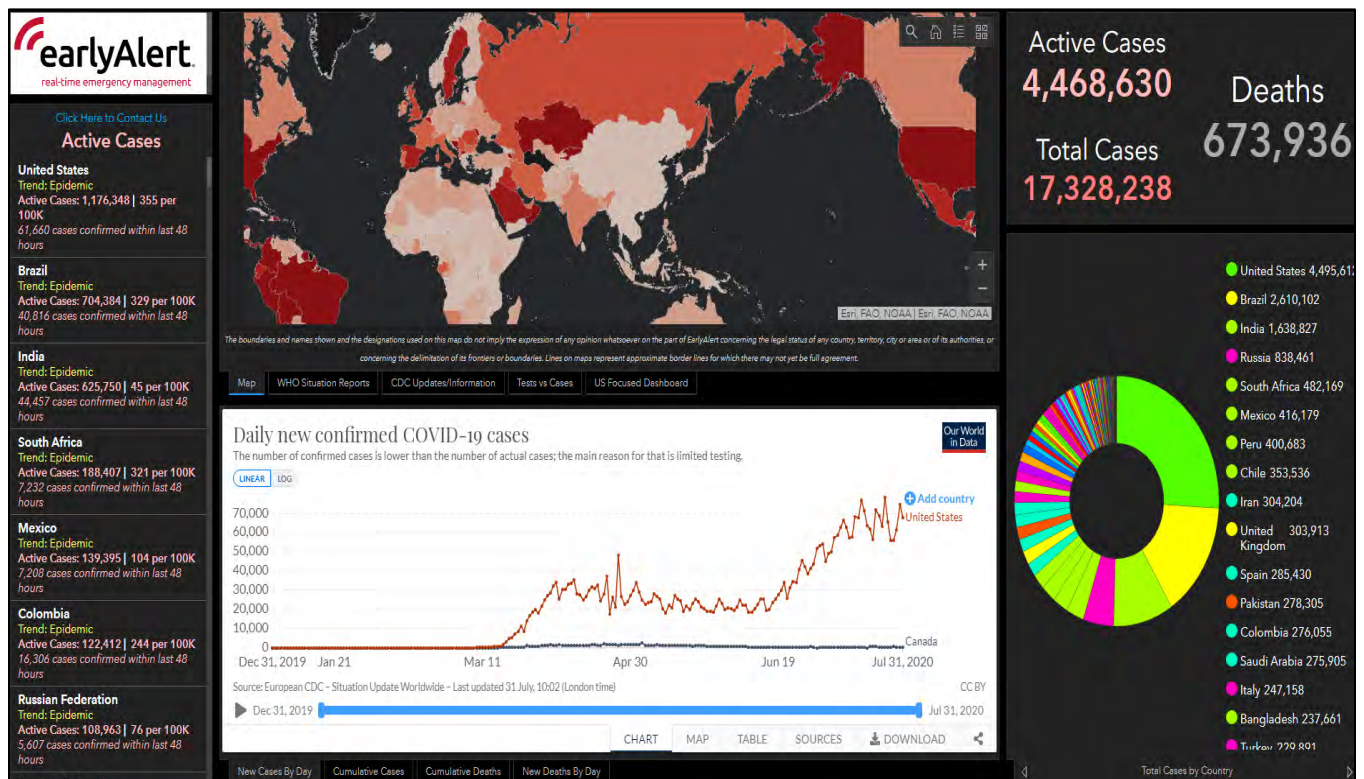 earlyAlert.
real-time emergency management
Click Here to Contact Us
Active Cases
United States
Trend: Epidemic
Active Cases: 1,176,348 | 355 per
100K
61,660 cases confirmed within last 48
hours
Brazil
Trend: Epidemic
Active Cases: 704,384 | 329 per 100K
40,816 cases confirmed within last 48
hours
India
Trend: Epidemic
Active Cases: 625,750 | 45 per 100K
44,457 cases confirmed within last 48
hours
South Africa
Trend: Epidemic
Active Cases: 188,407 | 321 per 100K
7,232 cases confirmed within last 48
hours
Mexico
Trend: Epidemic
Active Cases: 139,395 | 104 per 100K
7,208 cases confirmed within last 48
hours
Colombia
Trend: Epidemic
Active Cases: 122,412 | 244 per 100K
16,306 cases confirmed within last 48
hours
Russian Federation
Trend: Epidemic
Active Cases: 108,963 | 76 per 100K
5,607 cases confirmed within last 48
hours
Esri, FAO, NOAA | Esri, FAO, NOAA
The boundaries and names shown and the designations used on this map do not imply the expression of any opinion whatsoever on the part of EarlyAlert concerning the legal status of any country, territory, city or area or of its authorities, or
concerning the delimitation of its frontiers or boundaries. Lines on maps represent approximate border lines for which there may not yet be full agreement.
Map WHO Situation Reports CDC Updates/Information Tests vs Cases US Focused Dashboard
Daily new confirmed COVID-19 cases
The number of confirmed cases is lower than the number of actual cases; the main reason for that is limited testing.
Our World
in Data
LINEAR LOG
Add country
United States
70,000
60,000
50,000
40,000
30,000
20,000
10,000
0
Canada
Dec 31, 2019 Jan 21 Mar 11 Apr 30 Jun 19 Jul 31, 2020
Source: European CDC – Situation Update Worldwide – Last updated 31 July, 10:02 (London time) CC BY
Dec 31, 2019 Jul 31, 2020
CHART MAP TABLE SOURCES DOWNLOAD
New Cases By Day Cumulative Cases Cumulative Deaths New Deaths By Day
Active Cases
4,468,630
Total Cases
17,328,238
Deaths
673,936
United States 4,495,612
Brazil 2,610,102
India 1,638,827
Russia 838,461
South Africa 482,169
Mexico 416,179
Peru 400,683
Chile 353,536
Iran 304,204
United 303,913
Kingdom
Spain 285,430
Pakistan 278,305
Colombia 276,055
Saudi Arabia 275,905
Italy 247,158
Bangladesh 237,661
Turkey 229,891
Total Cases by Country